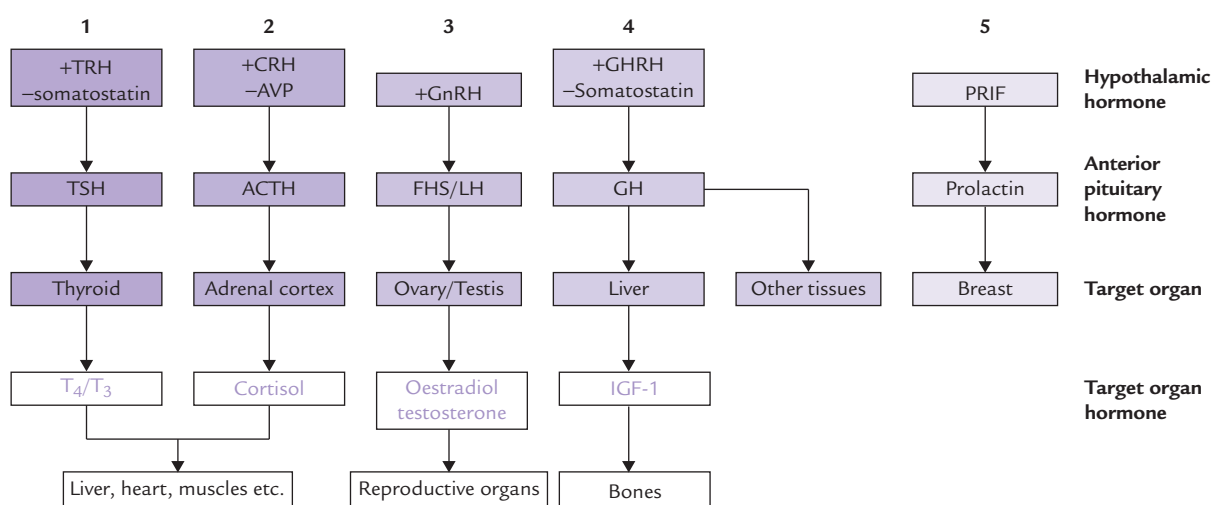 1 2 3 4 5
+TRH
–somatostatin
+CRH
–AVP
+GnRH
+GHRH
–Somatostatin
PRIF
Hypothalamic
hormone
TSH
ACTH
FHS/LH
GH
Prolactin
Anterior
pituitary
hormone
Thyroid
Adrenal cortex
Ovary/Testis
Liver
Other tissues
Breast
Target organ
T4/T3
Cortisol
Oestradiol
testosterone
IGF-1
Target organ
hormone
Liver, heart, muscles etc.
Reproductive organs
Bones